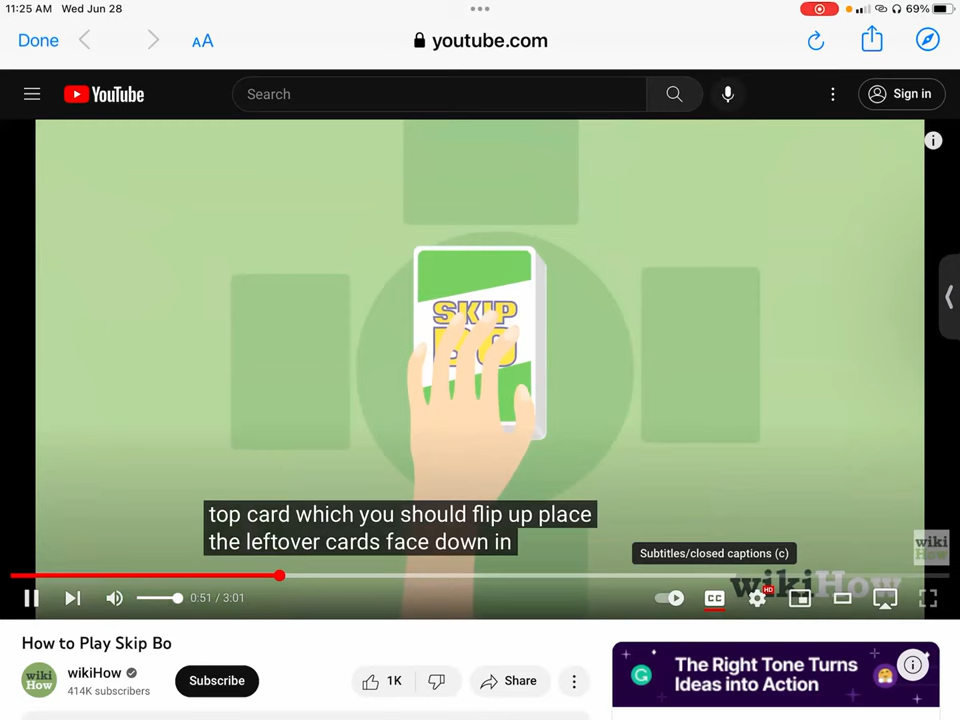 11:25 AM Wed Jun 28
69%
Done
AA
youtube.com
YouTube
Search
Sign in
SKIP
BO
top card which you should flip up place
the leftover cards face down in
Subtitles/closed captions (c)
wiki
How
wikiHow
0:51 / 3:01
CC
HD
How to Play Skip Bo
wiki
How
wikiHow
414K subscribers
Subscribe
1K
Share
The Right Tone Turns
Ideas into Action